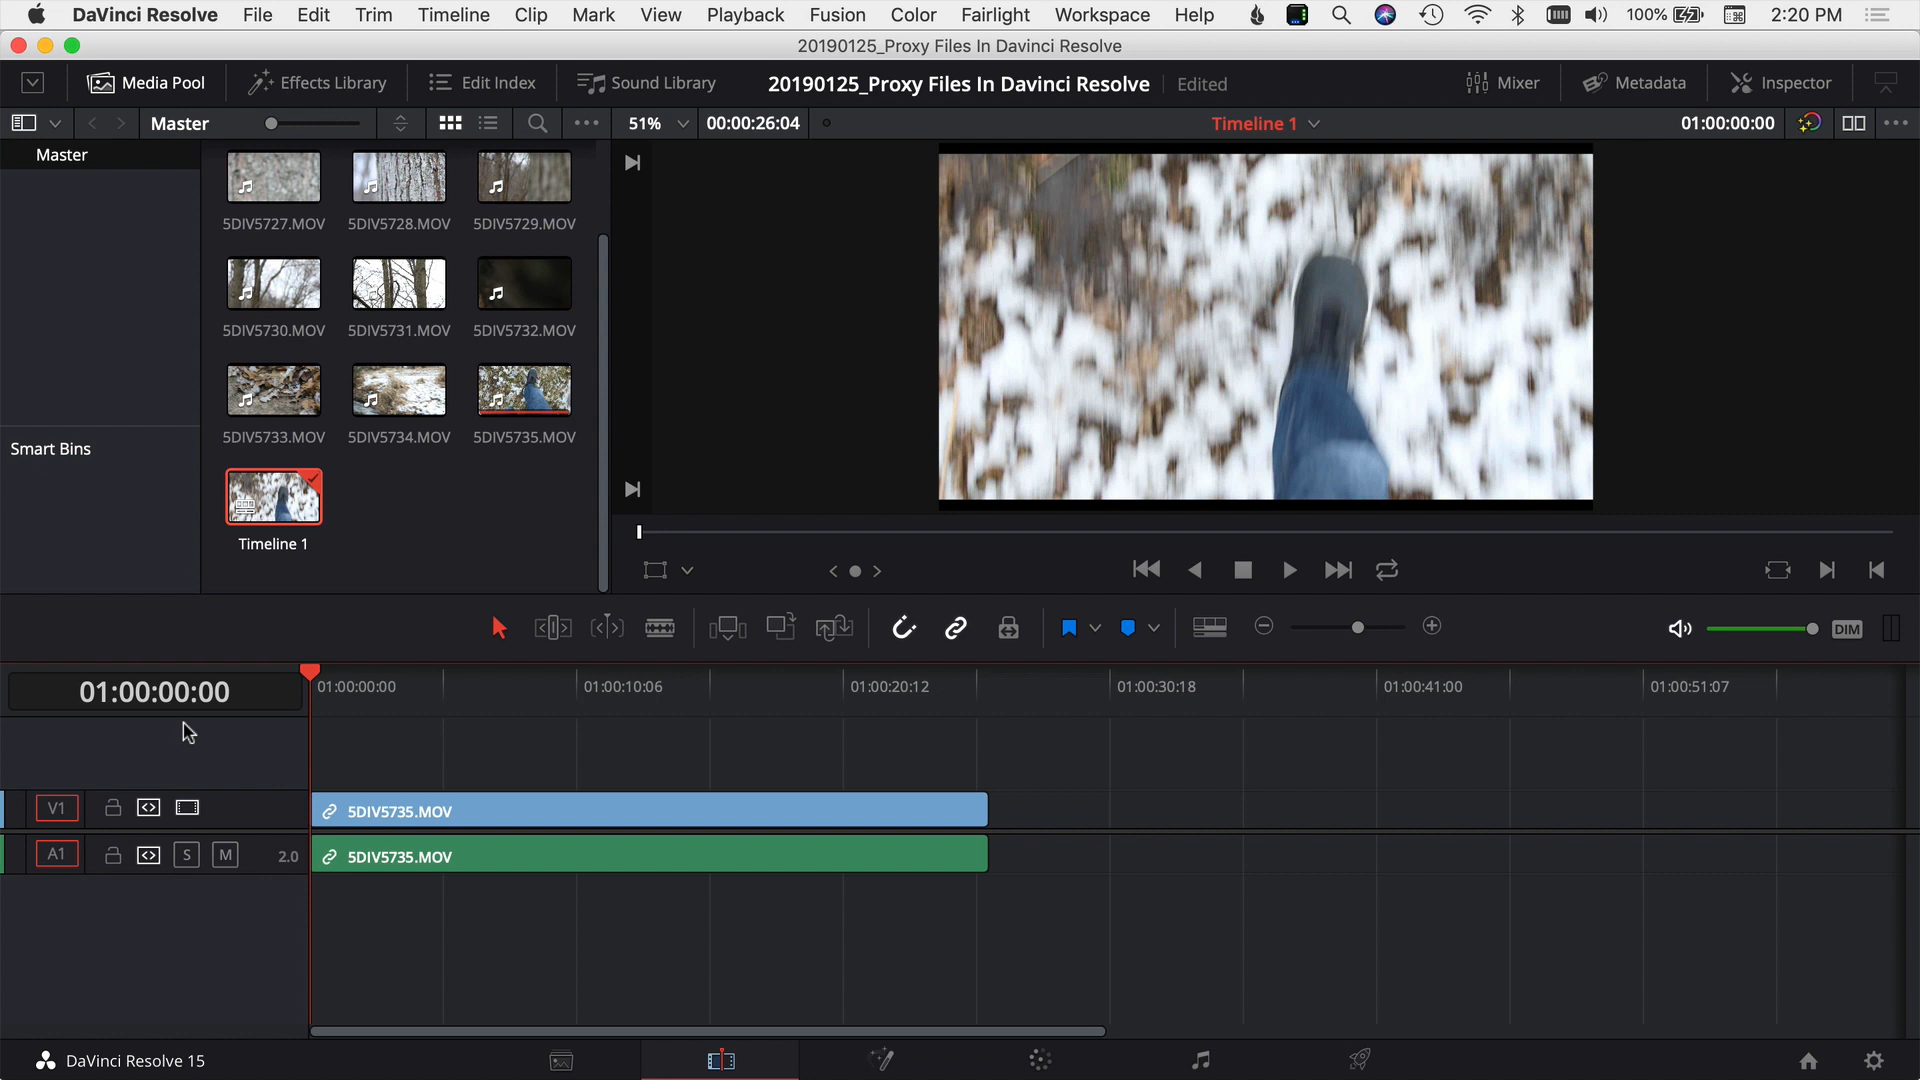 DaVinci Resolve File Edit Trim Timeline Clip Mark View Playback Fusion Color Fairlight Workspace Help 100% 2:20 PM
20190125_Proxy Files In Davinci Resolve
Media Pool Effects Library Edit Index Sound Library 20190125_Proxy Files In Davinci Resolve Edited Mixer Metadata Inspector
Master 51% 00:00:26:04 Timeline 1 01:00:00:00
Master
5DIV5727.MOV 5DIV5728.MOV 5DIV5729.MOV
5DIV5730.MOV 5DIV5731.MOV 5DIV5732.MOV
5DIV5733.MOV 5DIV5734.MOV 5DIV5735.MOV
Smart Bins
Timeline 1
DIM
01:00:00:00 01:00:00:00 01:00:10:06 01:00:20:12 01:00:30:18 01:00:41:00 01:00:51:07
V1 5DIV5735.MOV
A1 S M 2.0 5DIV5735.MOV
DaVinci Resolve 15